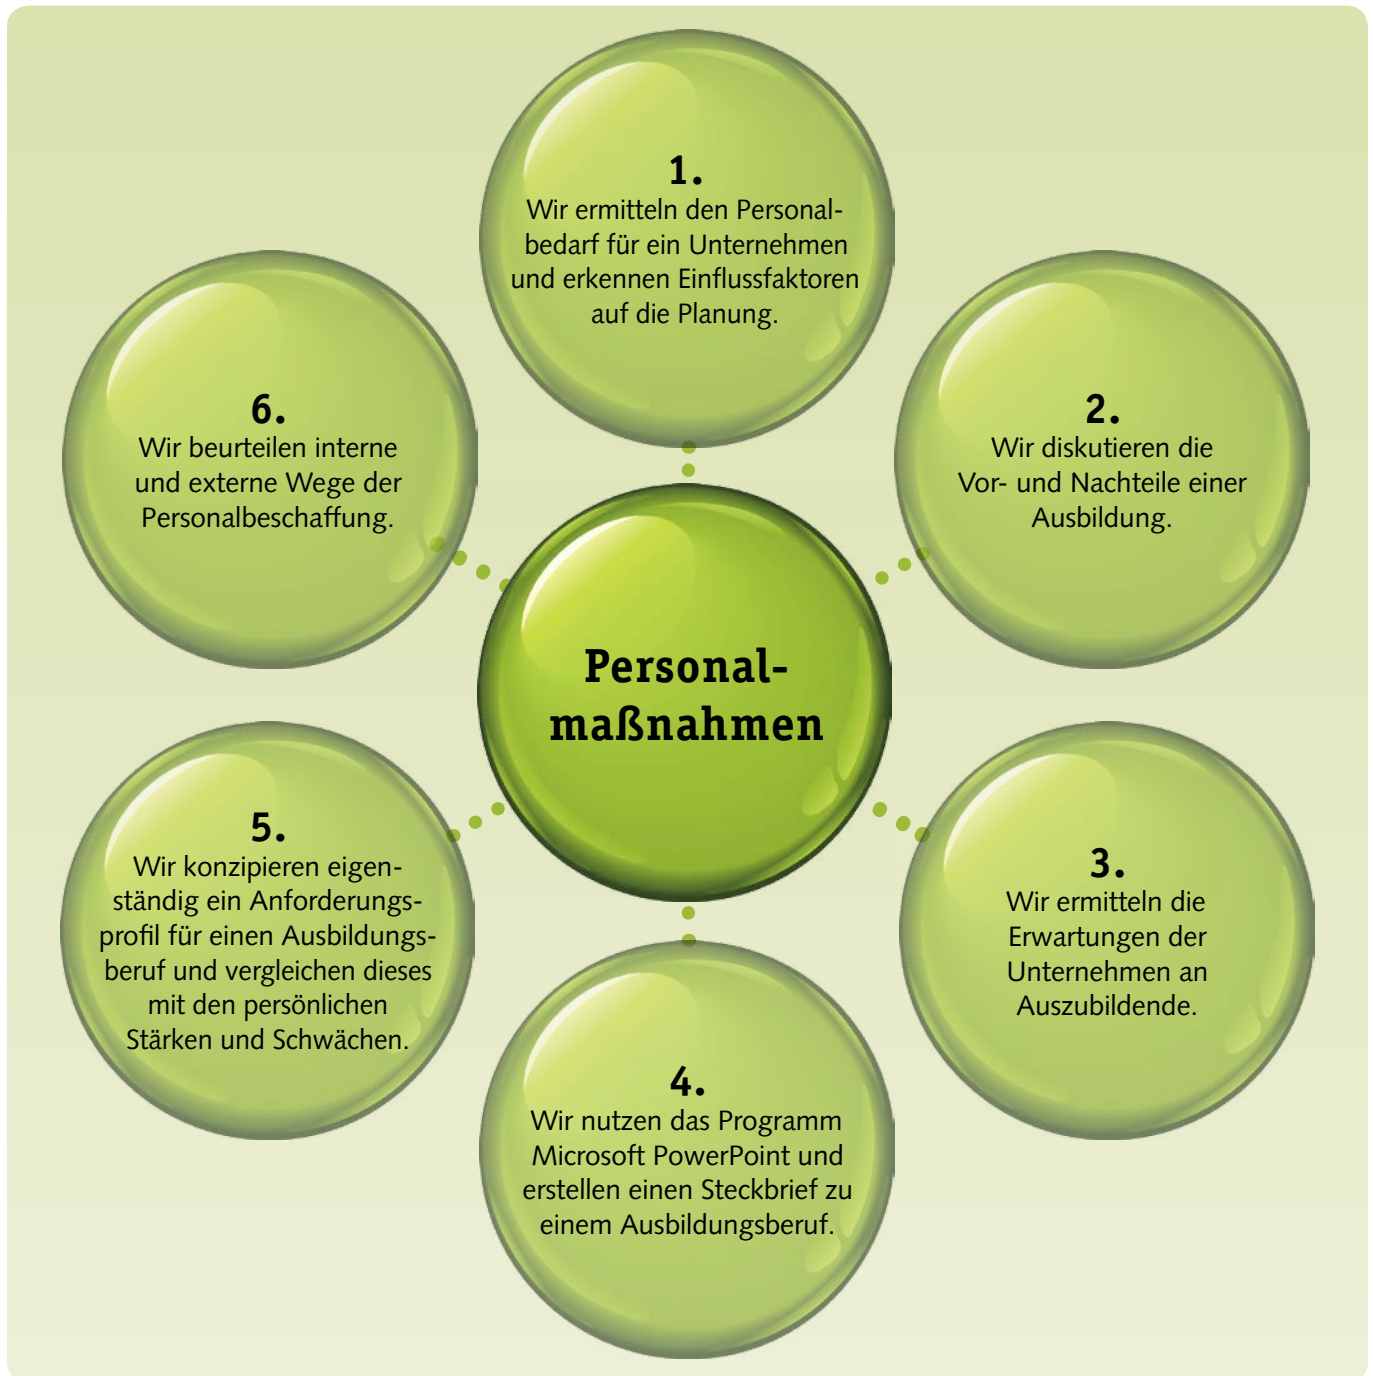 1.
Wir ermitteln den Personal-
bedarf für ein Unternehmen
und erkennen Einflussfaktoren
auf die Planung.
2.
Wir diskutieren die
Vor- und Nachteile einer
Ausbildung.
3.
Wir ermitteln die
Erwartungen der
Unternehmen an
Auszubildende.
4.
Wir nutzen das Programm
Microsoft PowerPoint und
erstellen einen Steckbrief zu
einem Ausbildungsberuf.
5.
Wir konzipieren eigen-
ständig ein Anforderungs-
profil für einen Ausbildungs-
beruf und vergleichen dieses
mit den persönlichen
Stärken und Schwächen.
6.
Wir beurteilen interne
und externe Wege der
Personalbeschaffung.
Personal-
maßnahmen